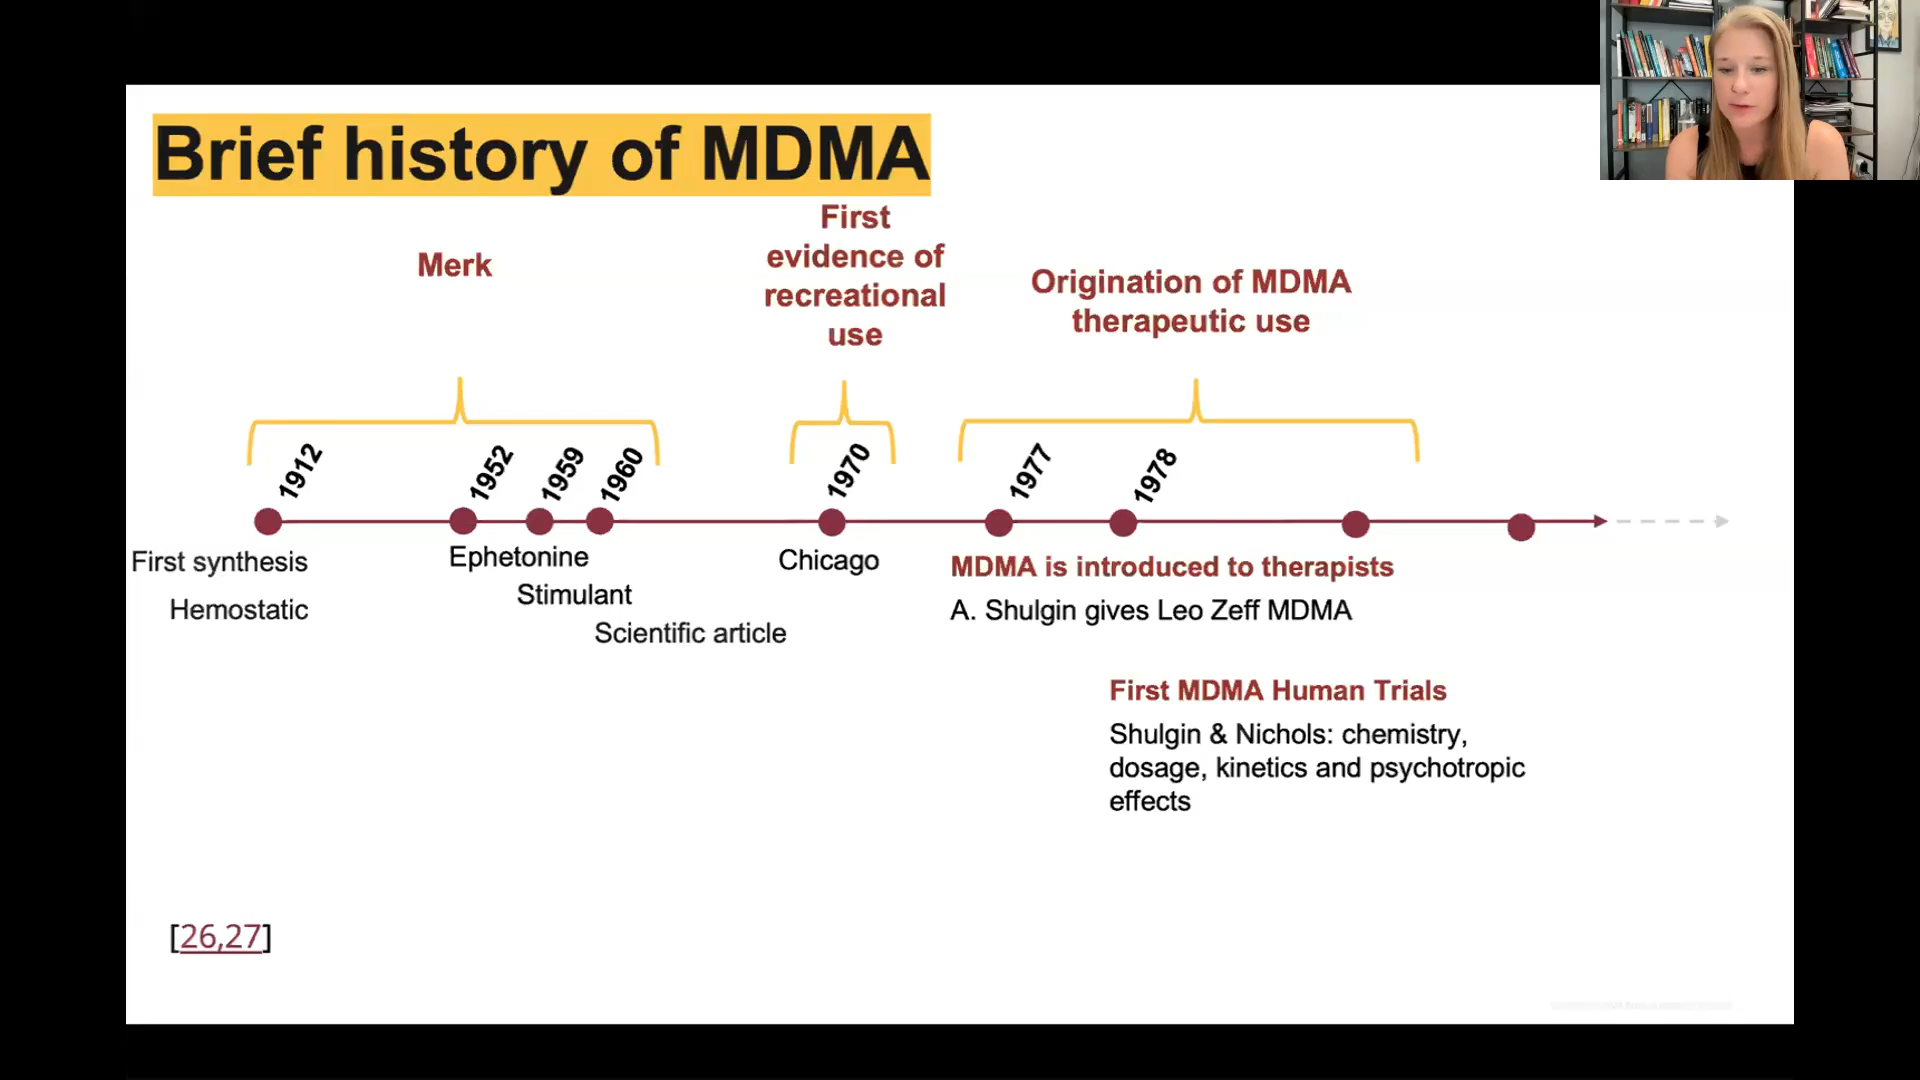 Brief history of MDMA
Merk
First
evidence of
recreational
use
Origination of MDMA
therapeutic use
1912
1952
1959
1960
1970
1977
1978
First synthesis
Hemostatic
Ephetonine
Stimulant
Scientific article
Chicago
MDMA is introduced to therapists
A. Shulgin gives Leo Zeff MDMA
First MDMA Human Trials
Shulgin & Nichols: chemistry,
dosage, kinetics and psychotropic
effects
[26,27]